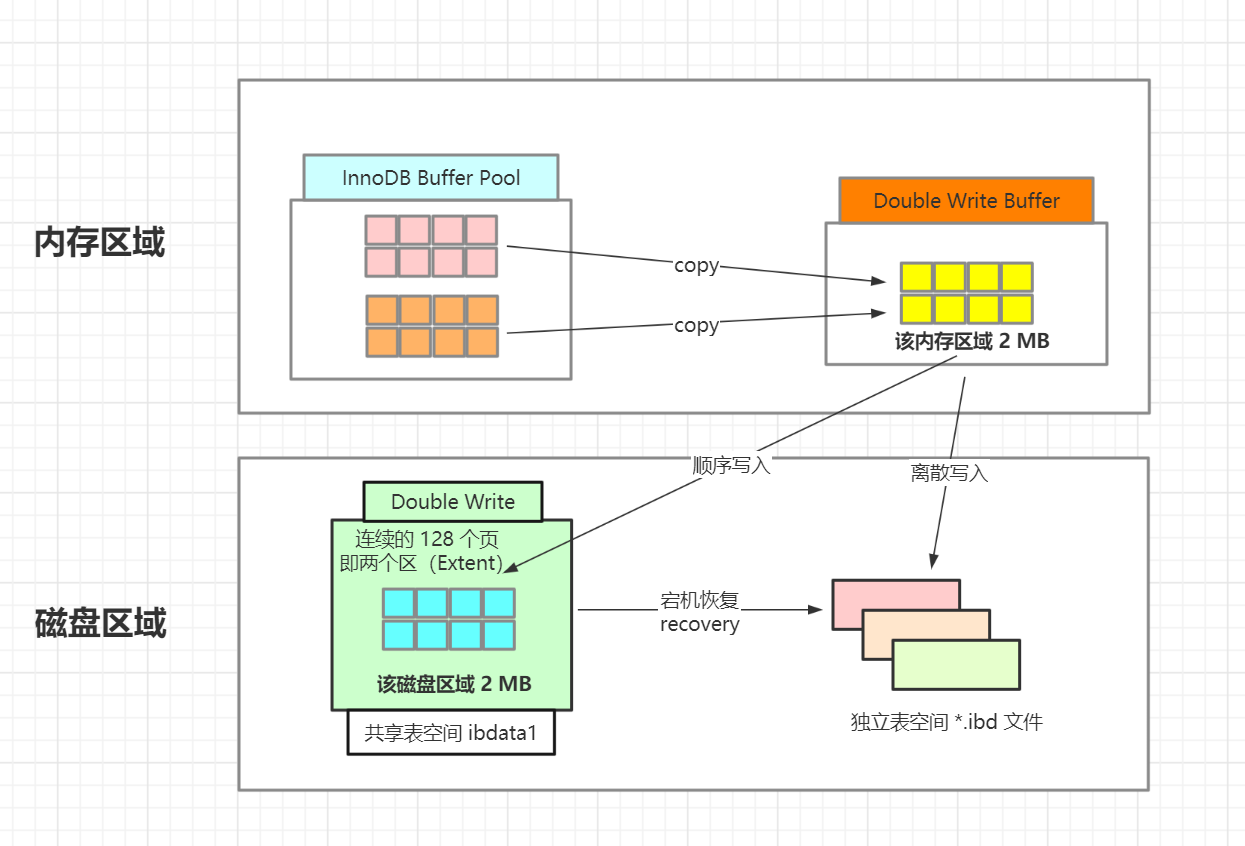 内存区域
InnoDB Buffer Pool
Double Write Buffer
copy
copy
该内存区域 2 MB
顺序写入
离散写入
磁盘区域
Double Write
连续的 128 个页
即两个区（Extent）
该磁盘区域 2 MB
共享表空间 ibdata1
宕机恢复
recovery
独立表空间 *.ibd 文件